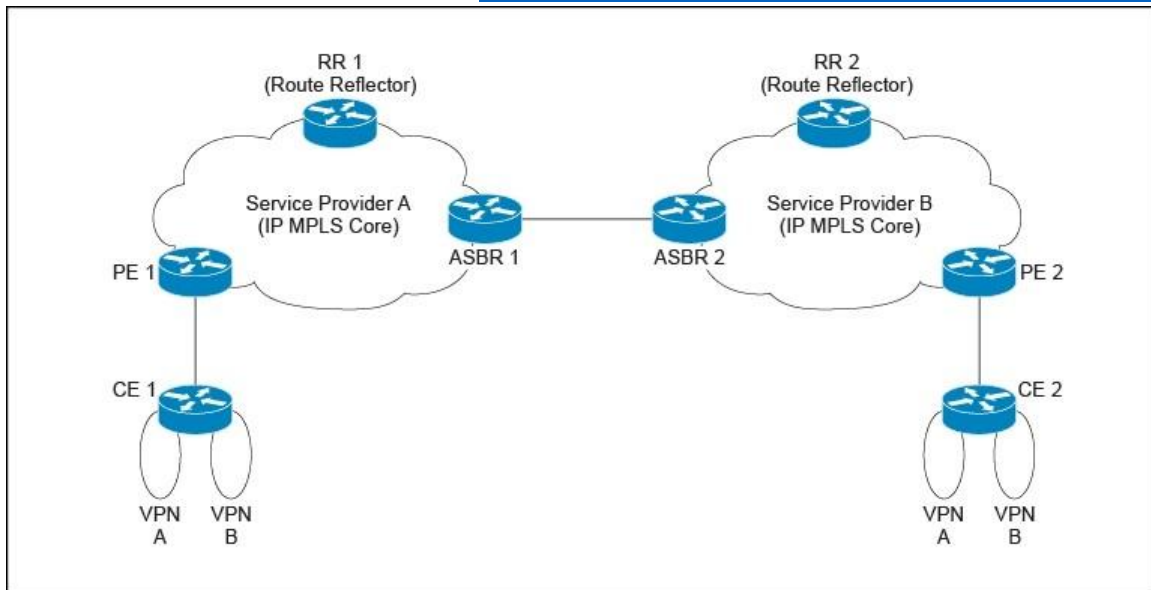 RR 1
(Route Reflector)
RR 2
(Route Reflector)
Service Provider A
(IP MPLS Core)
Service Provider B
(IP MPLS Core)
ASBR 1
ASBR 2
PE 1
PE 2
CE 1
CE 2
VPN
A
VPN
B
VPN
A
VPN
B